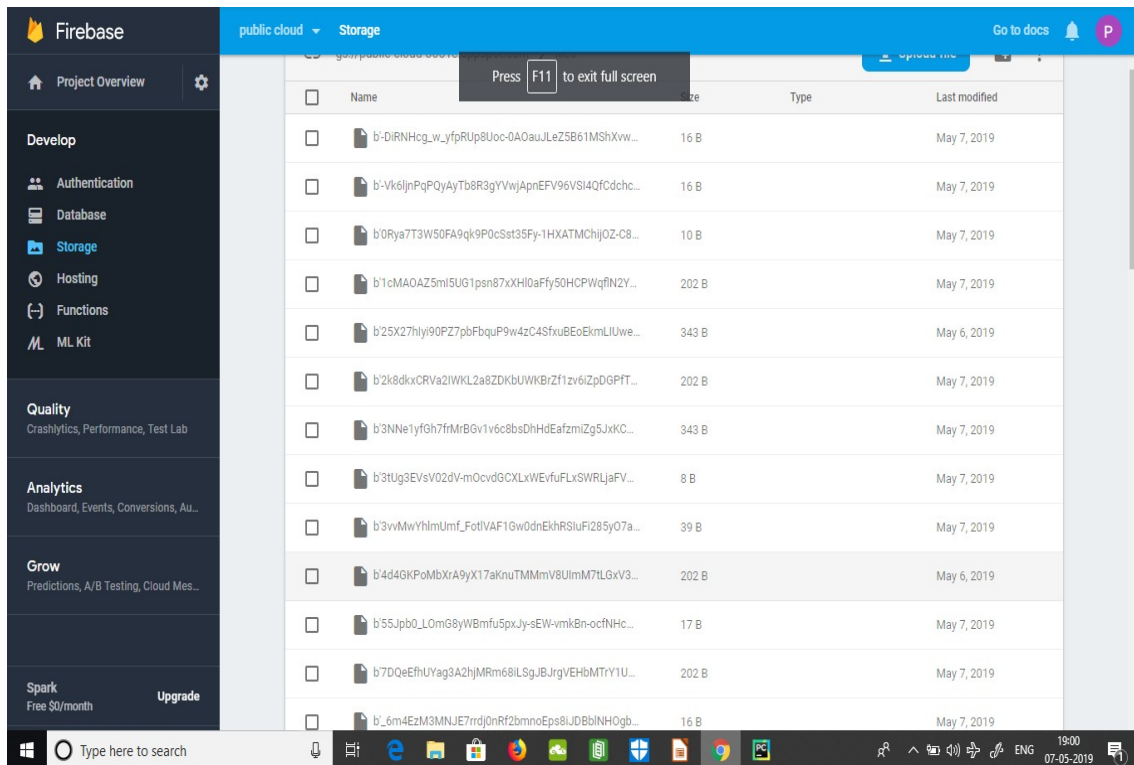 Firebase
public cloud
Storage
Go to docs
P
Project Overview
Press F11 to exit full screen
Name
Type
Last modified
Develop
Authentication
Database
Storage
Hosting
Functions
ML Kit
Quality
Crashlytics, Performance, Test Lab
Analytics
Dashboard, Events, Conversions, Au...
Grow
Predictions, A/B Testing, Cloud Mes...
Spark
Free $0/month
Upgrade
b'-DiRNHcg_w_yfpRUp8Uoc-0AOauJLeZ5B61MShXvw... 16 B May 7, 2019
b'-Vk6ljnPqPQyAyTb8R3gYVwjApnEFV96VSI4QfCdchc... 16 B May 7, 2019
b'0Rya7T3W50FA9qk9P0cSst35Fy-1HXATMChijOZ-C8... 10 B May 7, 2019
b'1cMAOAZ5mI5UG1psn87xXHl0aFfy50HCPWqflN2Y... 202 B May 7, 2019
b'25X27hIyi90PZ7pbFbquP9w4zC4SfxuBEoEkmLIUwe... 343 B May 6, 2019
b'2k8dkxCRVa2IWKL2a8ZDKbUWKBrZf1zv6iZpDGPfT... 202 B May 7, 2019
b'3NNe1yfGh7frMrBGv1v6c8bsDhHdEafzmiZg5JxKC... 343 B May 7, 2019
b'3tUg3EVsV02dV-mOcvdGCXLxWEvfuFLxSWRLjaFV... 8 B May 7, 2019
b'3vvMwYhlmUmf_FotlVAF1Gw0dnEkhRSIuFi285yO7a... 39 B May 7, 2019
b'4d4GKPoMbXrA9yX17aKnuTMMmV8UImM7tLGxV3... 202 B May 6, 2019
b'55Jpb0_LOmG8yWBmfu5pxJy-sEW-vmkBn-ocfNHc... 17 B May 7, 2019
b'7DQeEfhUYag3A2hjMRm68iLSgJBJrgVEHbMTrY1U... 202 B May 7, 2019
b'_6m4EzM3MNJE7rrdj0nRf2bmnoEps8iJDBblNHOgb... 16 B May 7, 2019
Type here to search
ENG
19:00
07-05-2019